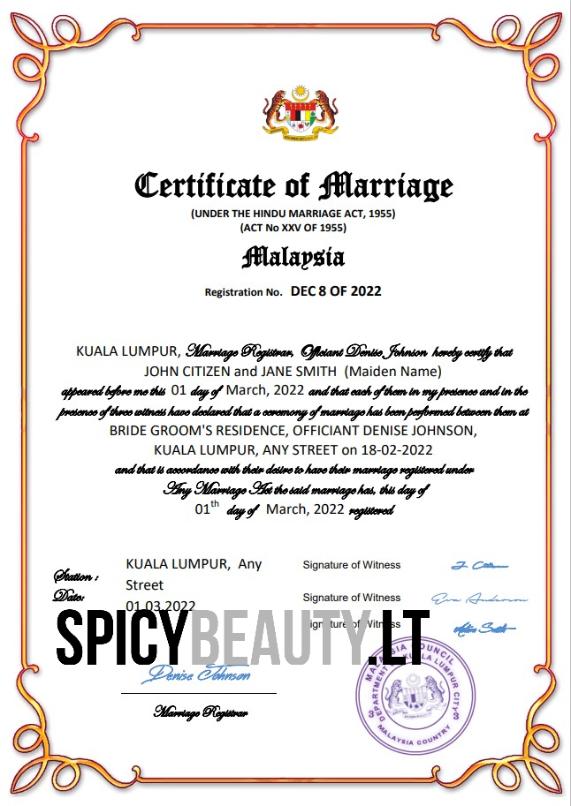 Certificate of Marriage
(UNDER THE HINDU MARRIAGE ACT, 1955)
(ACT No XXV OF 1955)
Malaysia
Registration No. DEC 8 OF 2022
KUALA LUMPUR, Marriage Registrar, Officiant Denise Johnson hereby certify that
JOHN CITIZEN and JANE SMITH (Maiden Name)
appeared before me this 01 day of March, 2022 and that each of them in my presence and in the
presence of three witness have declared that a ceremony of marriage has been performed between them at
BRIDE GROOM'S RESIDENCE, OFFICIANT DENISE JOHNSON,
KUALA LUMPUR, ANY STREET on 18-02-2022
and that is accordance with their desire to have their marriage registered under
Any Marriage Act the said marriage has, this day of
01th day of March, 2022 registered
Station : KUALA LUMPUR, Any
Street
Date: 01.03.2022
Signature of Witness
Signature of Witness Eva Anderson
Signature of Witness
SPICYBEAUTY.LT
Denise Johnson
Marriage Registrar
MALAYSIA COUNCIL
DEPARTMENT KUALA LUMPUR CITY
MALAYSIA COUNTRY